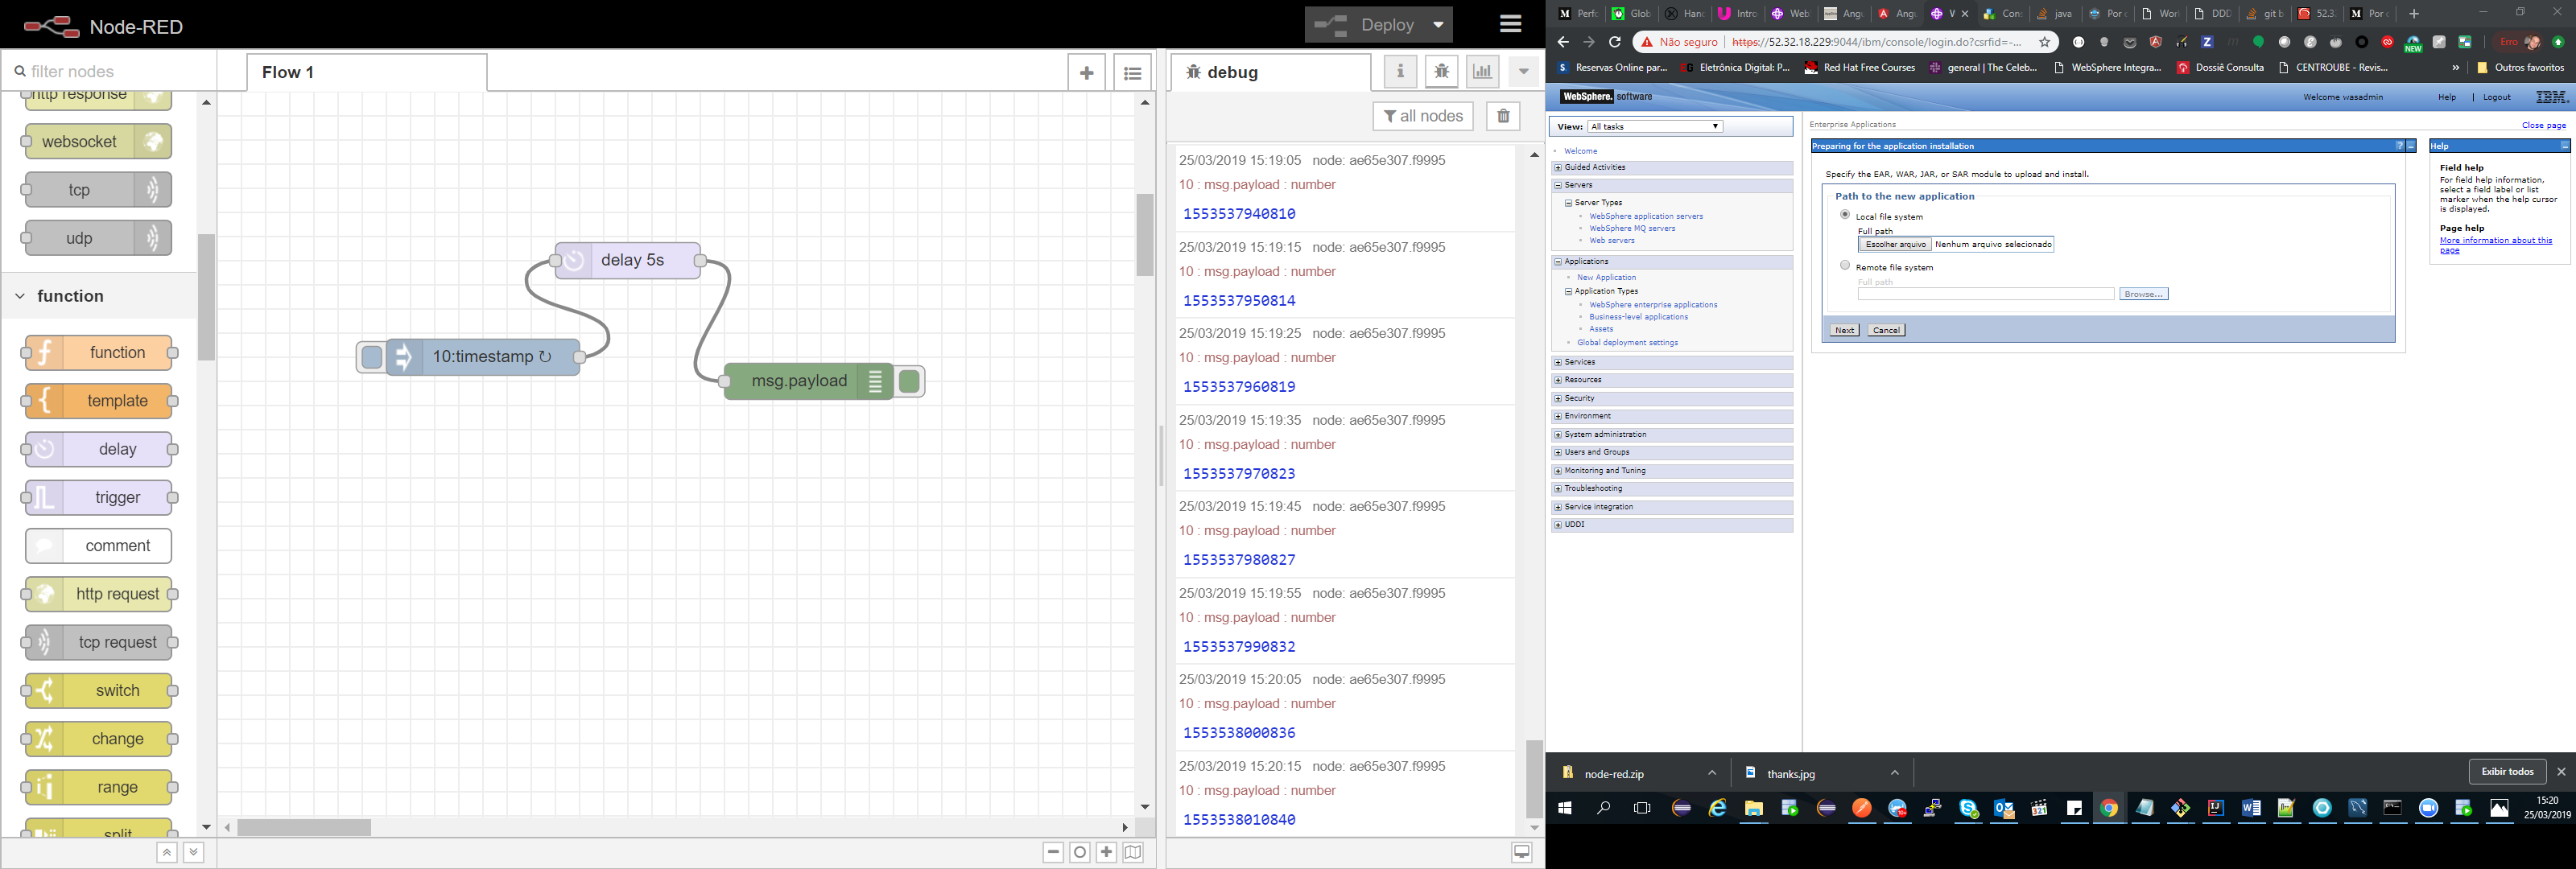 Node-RED
Deploy
filter nodes
Flow 1
http response
websocket
tcp
udp
function
function
template
delay
trigger
comment
http request
tcp request
switch
change
range
split
delay 5s
10:timestamp ↻
msg.payload
debug
all nodes
25/03/2019 15:19:05 node: ae65e307.f9995
10 : msg.payload : number
1553537940810
25/03/2019 15:19:15 node: ae65e307.f9995
10 : msg.payload : number
1553537950814
25/03/2019 15:19:25 node: ae65e307.f9995
10 : msg.payload : number
1553537960819
25/03/2019 15:19:35 node: ae65e307.f9995
10 : msg.payload : number
1553537970823
25/03/2019 15:19:45 node: ae65e307.f9995
10 : msg.payload : number
1553537980827
25/03/2019 15:19:55 node: ae65e307.f9995
10 : msg.payload : number
1553537990832
25/03/2019 15:20:05 node: ae65e307.f9995
10 : msg.payload : number
1553538000836
25/03/2019 15:20:15 node: ae65e307.f9995
10 : msg.payload : number
1553538010840
Perfo Glob Hand Intro Web Ang Ang V Con java Por Work DDD git b 52.3. Por
Não seguro | https://52.32.18.229:9044/ibm/console/login.do?csrfid=-... NEW Erro
Reservas Online par... Eletrônica Digital: P... Red Hat Free Courses general | The Celeb... WebSphere Integra... Dossiê Consulta CENTROUBE - Revis... » Outros favoritos
WebSphere. software Welcome wasadmin Help | Logout IBM.
View: All tasks
Welcome
Guided Activities
Servers
Server Types
WebSphere application servers
WebSphere MQ servers
Web servers
Applications
New Application
Application Types
WebSphere enterprise applications
Business-level applications
Assets
Global deployment settings
Services
Resources
Security
Environment
System administration
Users and Groups
Monitoring and Tuning
Troubleshooting
Service integration
UDDI
Enterprise Applications
Close page
Preparing for the application installation
Specify the EAR, WAR, JAR, or SAR module to upload and install.
Path to the new application
Local file system
Full path
Escolher arquivo Nenhum arquivo selecionado
Remote file system
Full path
Browse...
Next Cancel
Help
Field help
For field help information,
select a field label or list
marker when the help cursor
is displayed.
Page help
More information about this
page
node-red.zip
thanks.jpg
Exibir todos
15:20
25/03/2019